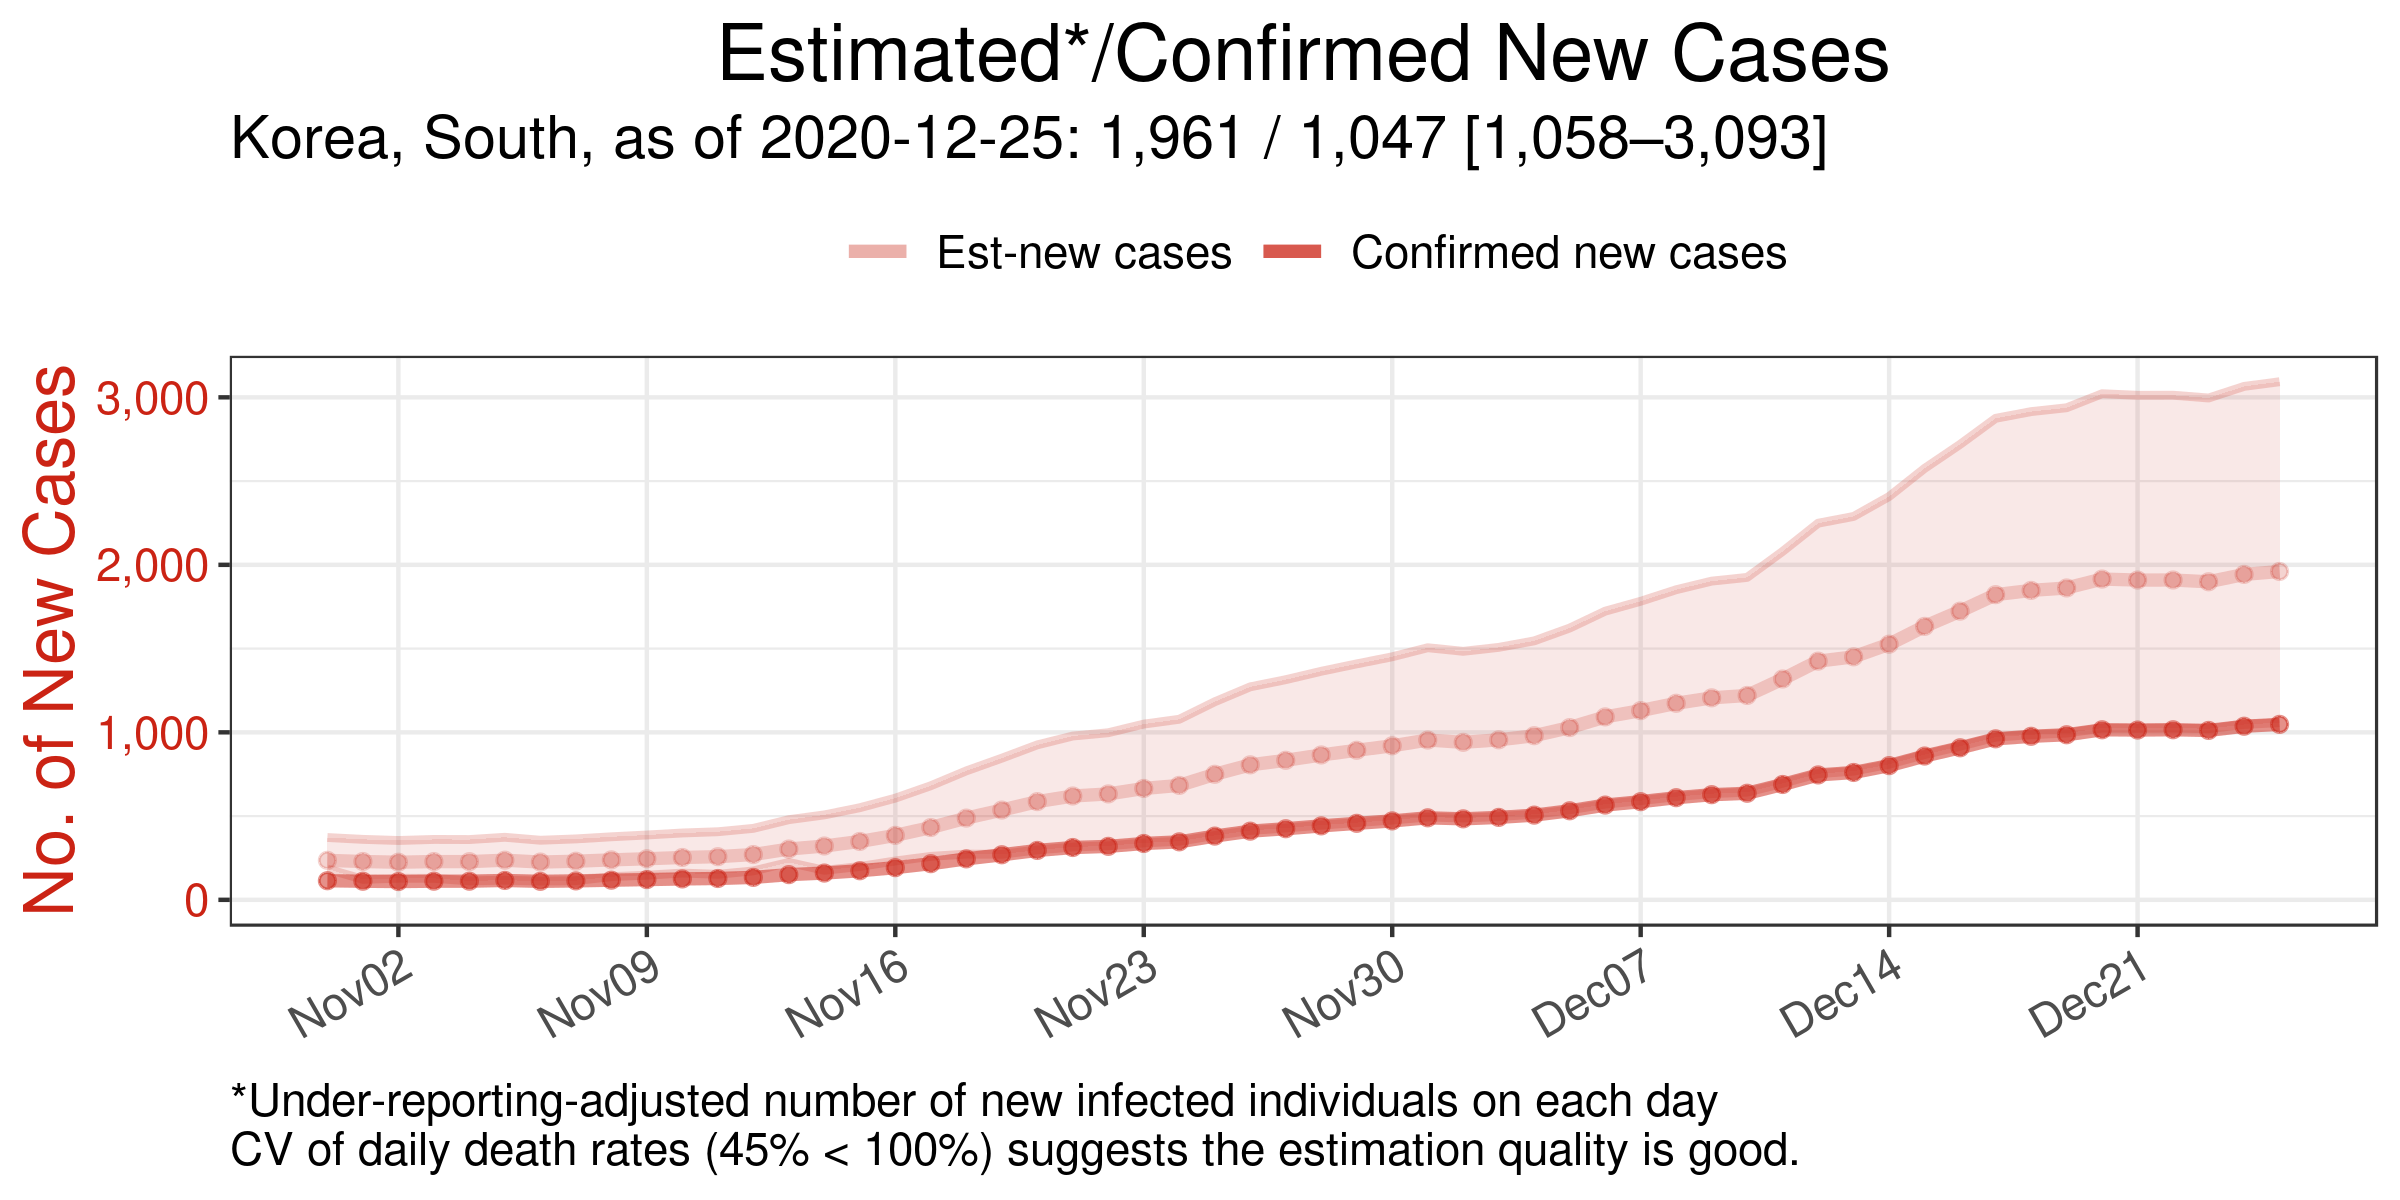 Estimated*/Confirmed New Cases
Korea, South, as of 2020-12-25: 1,961 / 1,047 [1,058–3,093]
Est-new cases Confirmed new cases
No. of New Cases
3,000
2,000
1,000
0
Nov02 Nov09 Nov16 Nov23 Nov30 Dec07 Dec14 Dec21
*Under-reporting-adjusted number of new infected individuals on each day
CV of daily death rates (45% < 100%) suggests the estimation quality is good.